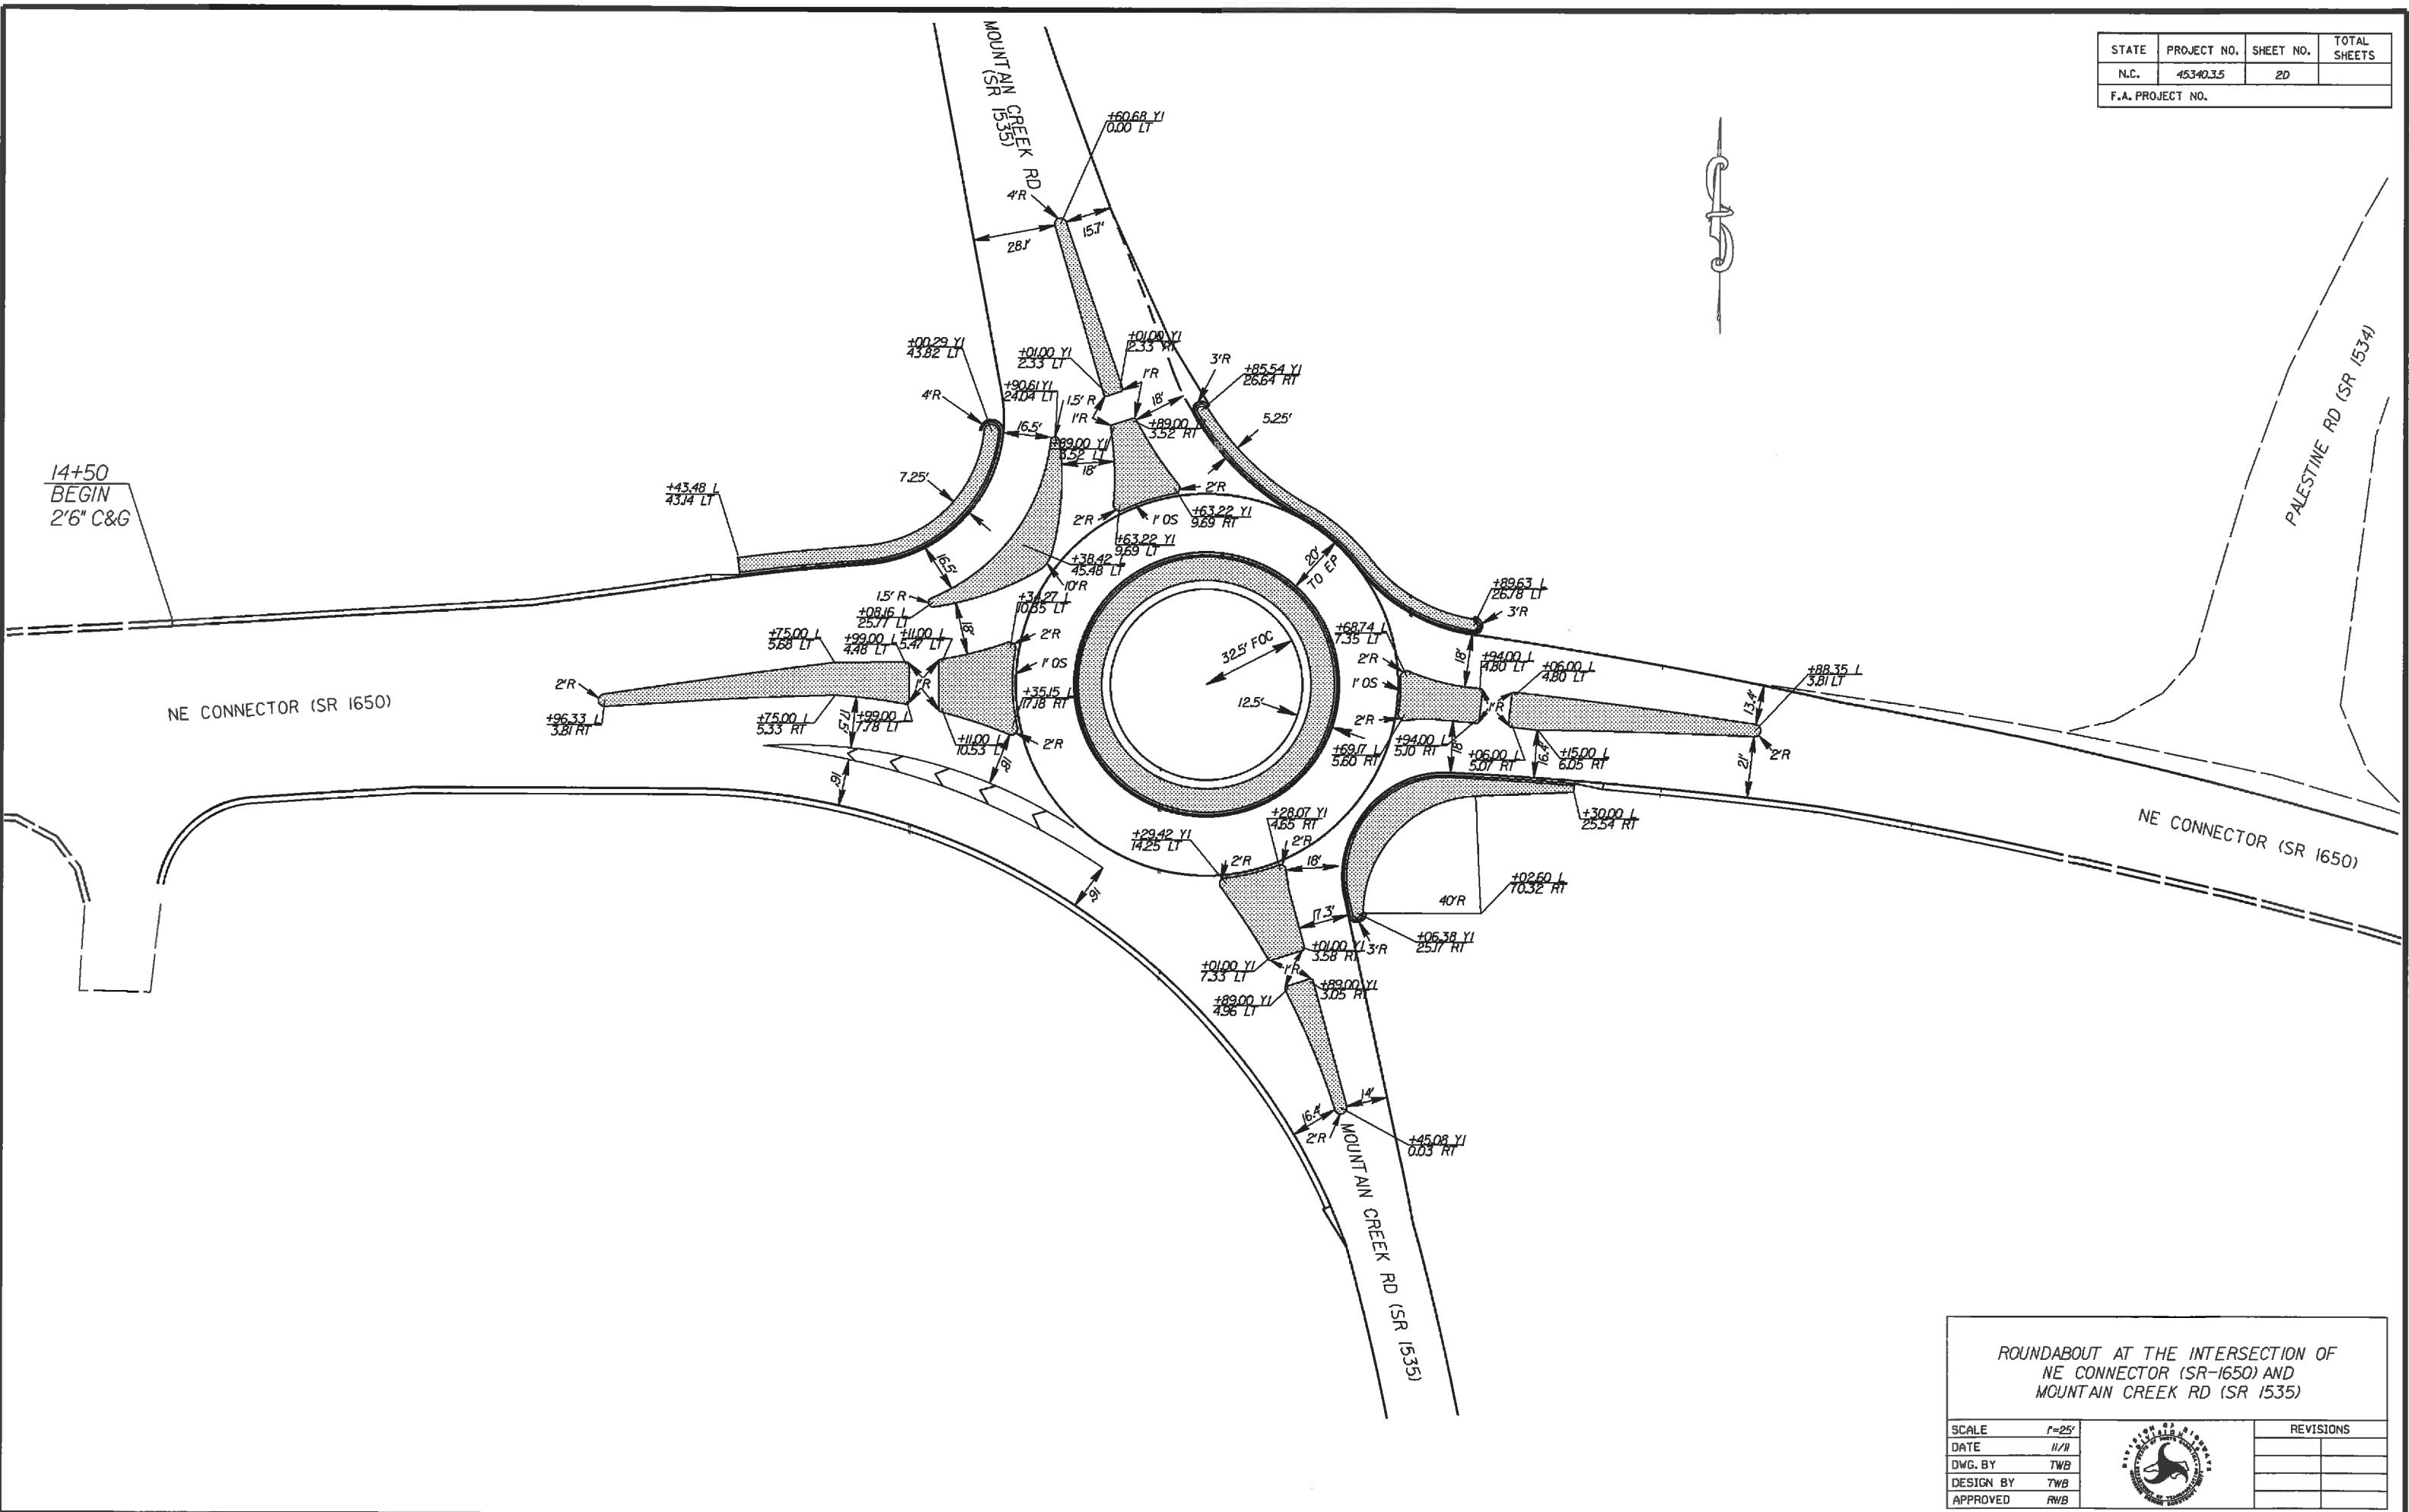 STATE PROJECT NO. SHEET NO. TOTAL SHEETS
N.C. 45340.3.5 2D
F.A. PROJECT NO.
MOUNTAIN CREEK RD
(SR 1535)
+60.68 Y1
0.00 LT
4'R
15.7'
28.1'
+00.29 Y1
43.82 LT
+01.00 Y1
2.33 LT
+01.00 Y1
2.33 RT
3'R
+85.54 Y1
26.64 RT
+90.61 Y1
24.04 LT
1.5' R
1'R
1'R
18'
4'R
16.5'
5.25'
+89.00 Y1
3.52 LT
+89.00
3.52 RT
18'
PALESTINE RD (SR 1534)
14+50
BEGIN
2'6" C&G
+43.48 L
43.14 LT
7.25'
2'R
2'R
1' OS
+63.22 Y1
9.69 RT
+63.22 Y1
9.69 LT
16.5'
+38.42 L
45.48 LT
10'R
20'
TO EP
1.5' R
+08.16 L
25.77 LT
+34.27 L
10.85 LT
+89.63 L
26.78 LT
3'R
18'
2'R
+75.00 L
5.68 LT
+99.00 L
4.48 LT
+11.00 L
5.47 LT
32.5' FOC
+68.74 L
7.35 LT
18'
1' OS
2'R
+94.00 L
4.80 LT
+06.00 L
4.80 LT
+88.35 L
3.81 LT
13.4'
2'R
1'R
1' OS
1'R
NE CONNECTOR (SR 1650)
+96.33 L
3.81 RT
+75.00 L
5.33 RT
17.5'
+99.00 L
7.78 LT
+35.15 L
17.18 RT
12.5'
2'R
+11.00 L
10.53 LT
2'R
+69.17 L
5.60 RT
+94.00 L
5.10 RT
18'
+06.00 L
5.07 RT
16.4'
+15.00 L
6.05 RT
2'R
21'
16'
18'
+30.00 L
25.54 RT
NE CONNECTOR (SR 1650)
+29.42 Y1
14.25 LT
+28.07 Y1
4.65 RT
2'R
2'R
18'
16'
+02.60 L
70.32 RT
40'R
17.3'
+06.38 Y1
25.17 RT
3'R
+01.00 Y1
3.58 RT
+01.00 Y1
7.33 LT
1'R
+89.00 Y1
4.96 LT
+89.00 Y1
3.05 RT
16.4'
14'
2'R
+45.08 Y1
0.03 RT
MOUNTAIN CREEK RD (SR 1535)
ROUNDABOUT AT THE INTERSECTION OF
NE CONNECTOR (SR-1650) AND
MOUNTAIN CREEK RD (SR 1535)
SCALE 1"=25'
DATE 11/11
DWG. BY TWB
DESIGN BY TWB
APPROVED RWB
REVISIONS